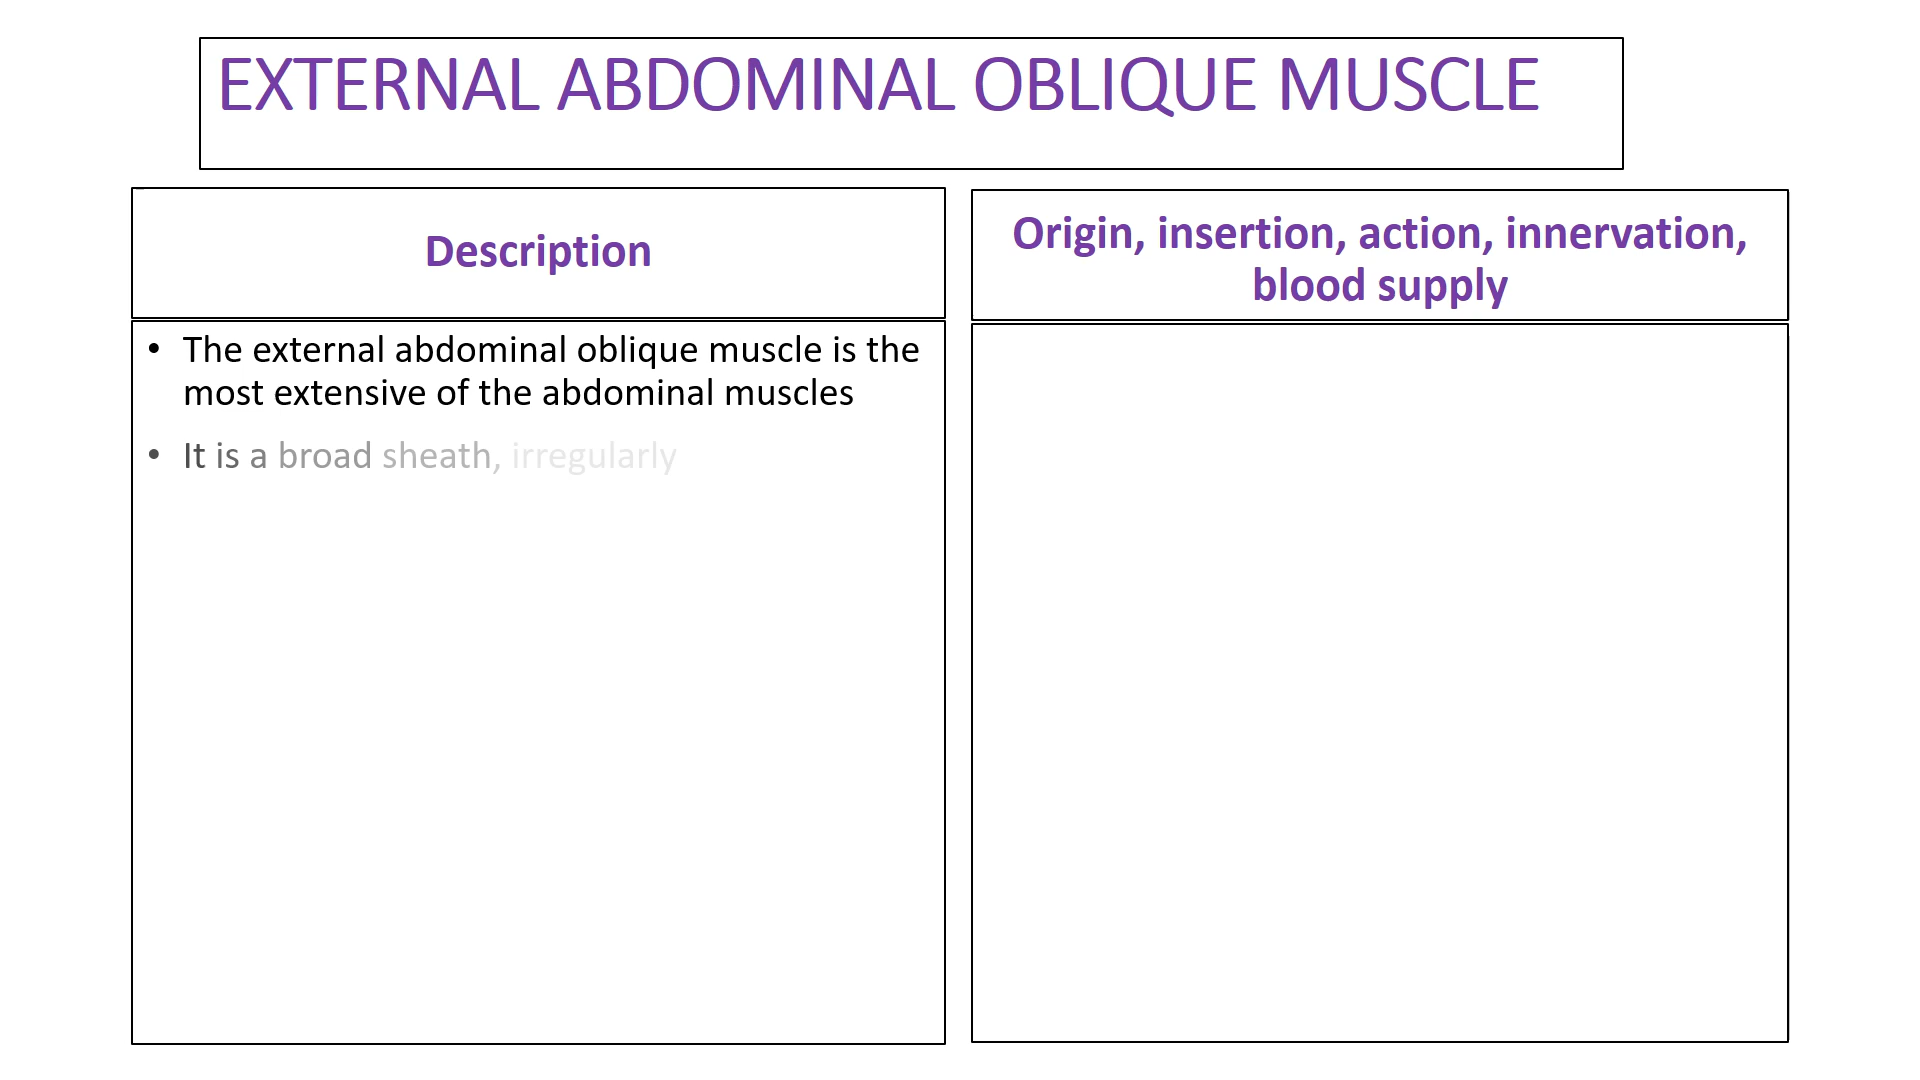 EXTERNAL ABDOMINAL OBLIQUE MUSCLE
Description
• The external abdominal oblique muscle is the
most extensive of the abdominal muscles
• It is a broad sheath, irregularly
Origin, insertion, action, innervation,
blood supply